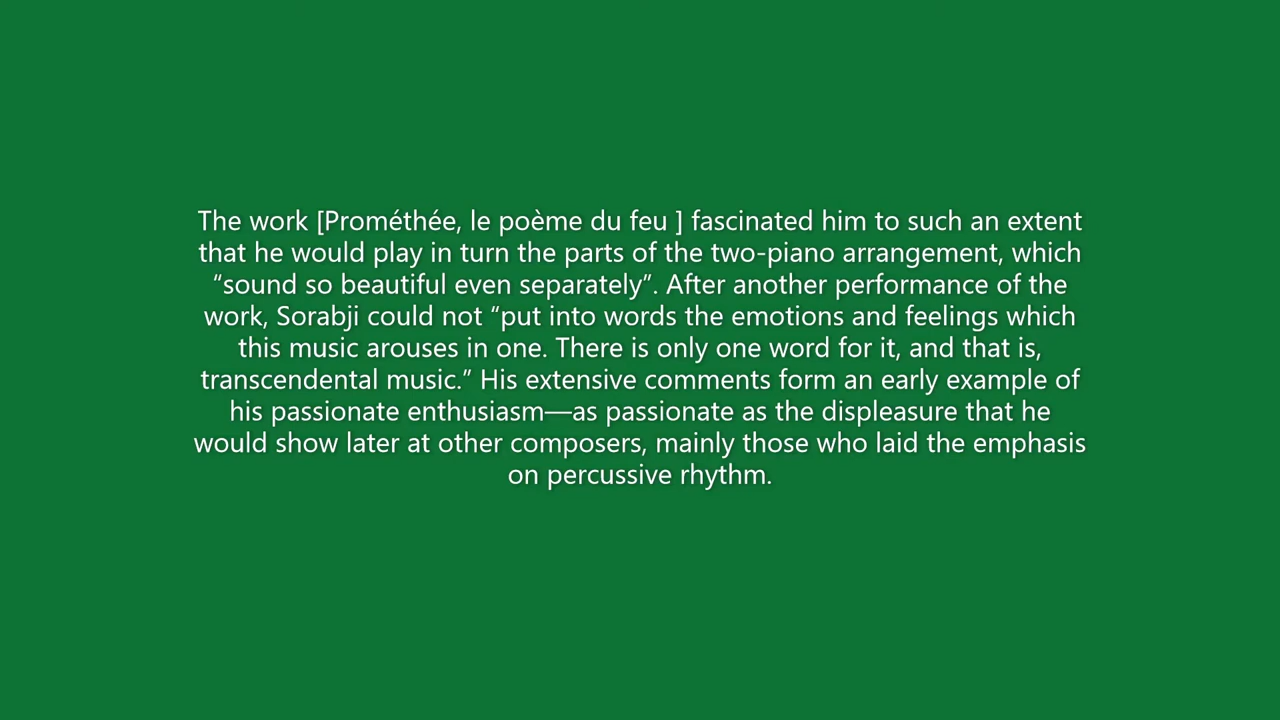 The work [Prométhée, le poème du feu ] fascinated him to such an extent
that he would play in turn the parts of the two-piano arrangement, which
“sound so beautiful even separately”. After another performance of the
work, Sorabji could not “put into words the emotions and feelings which
this music arouses in one. There is only one word for it, and that is,
transcendental music.” His extensive comments form an early example of
his passionate enthusiasm—as passionate as the displeasure that he
would show later at other composers, mainly those who laid the emphasis
on percussive rhythm.